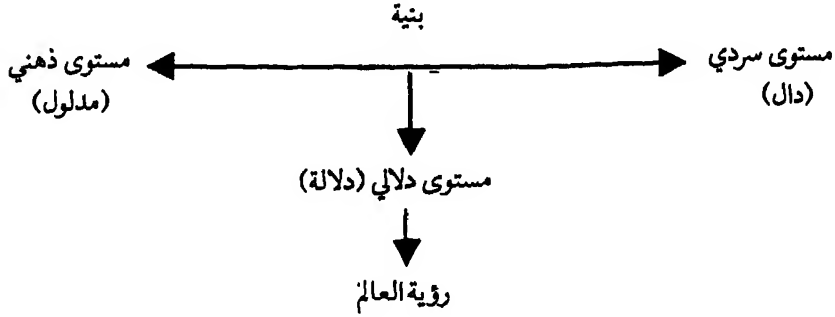 بنية
مستوى سردي
(دال)
مستوى ذهني
(مدلول)
مستوى دلالي (دلالة)
رؤية العالم